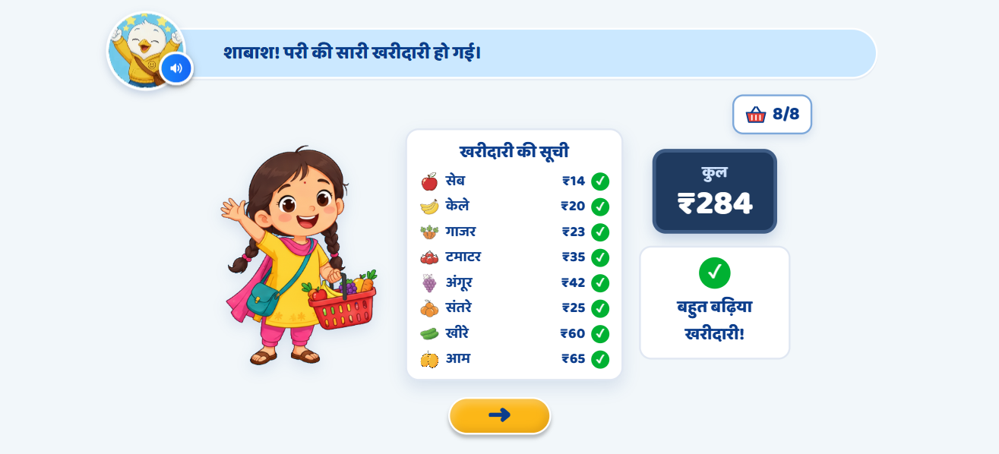 शाबाश! परी की सारी खरीदारी हो गई।
8/8
खरीदारी की सूची
सेब ₹14
केले ₹20
गाजर ₹23
टमाटर ₹35
अंगूर ₹42
संतरे ₹25
खीरे ₹60
आम ₹65
कुल
₹284
बहुत बढ़िया
खरीदारी!